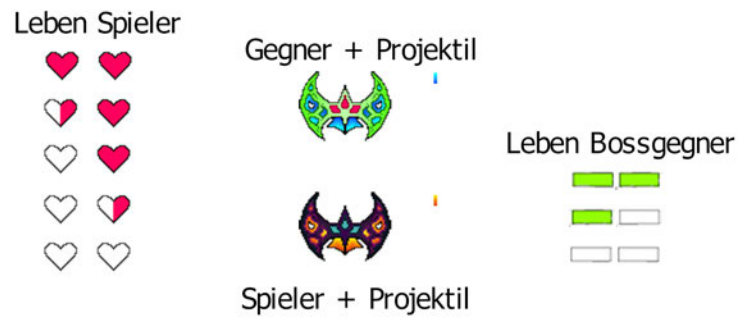 Leben Spieler
Gegner + Projektil
Leben Bossgegner
Spieler + Projektil